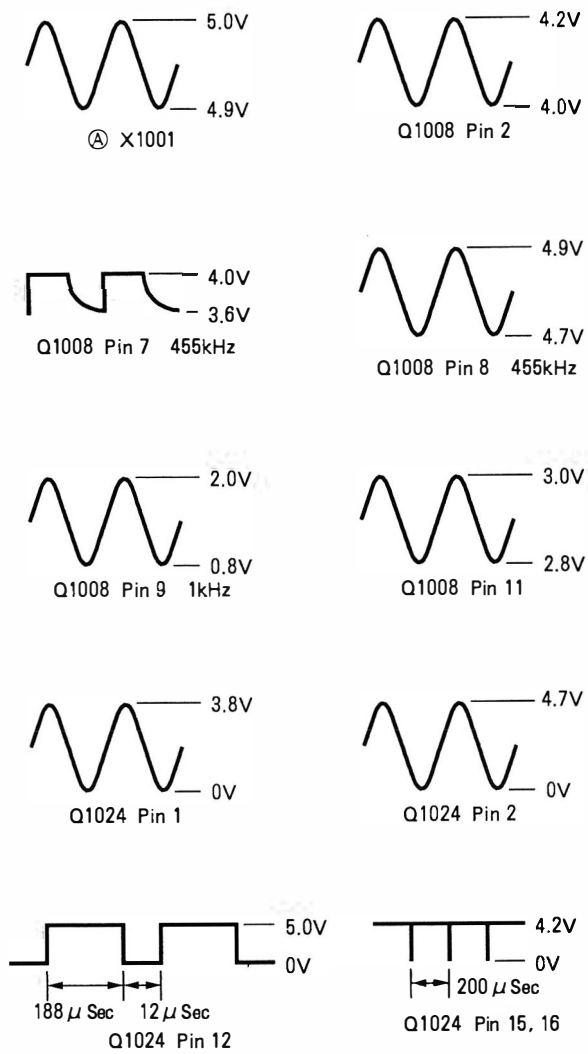 5.0V
4.9V
Ⓐ X1001
4.2V
4.0V
Q1008 Pin 2
4.0V
3.6V
Q1008 Pin 7 455kHz
4.9V
4.7V
Q1008 Pin 8 455kHz
2.0V
0.8V
Q1008 Pin 9 1kHz
3.0V
2.8V
Q1008 Pin 11
3.8V
0V
Q1024 Pin 1
4.7V
0V
Q1024 Pin 2
5.0V
0V
188 μ Sec 12 μ Sec
Q1024 Pin 12
4.2V
0V
200 μ Sec
Q1024 Pin 15, 16